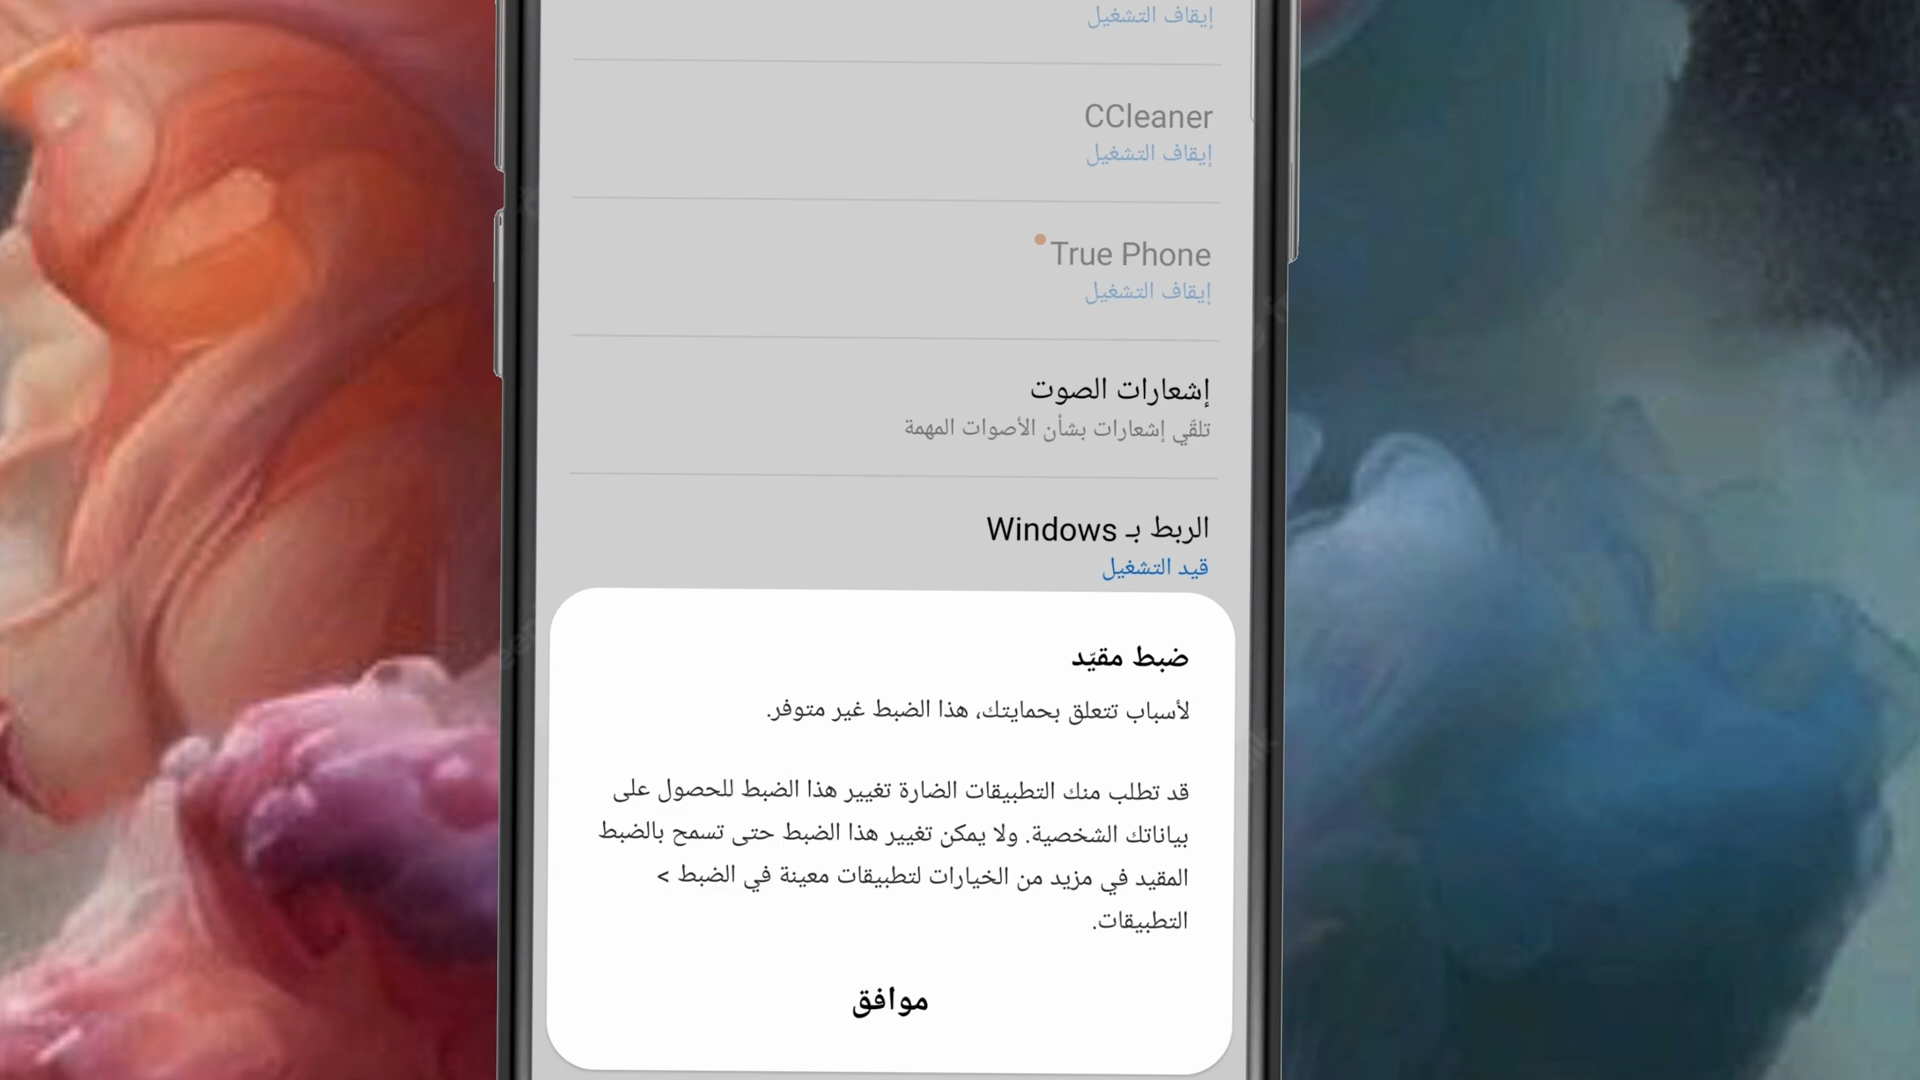 إيقاف التشغيل
CCleaner
إيقاف التشغيل
True Phone
إيقاف التشغيل
إشعارات الصوت
تلقّي إشعارات بشأن الأصوات المهمة
الربط بـ Windows
قيد التشغيل
ضبط مقيّد
لأسباب تتعلق بحمايتك، هذا الضبط غير متوفر.
قد تطلب منك التطبيقات الضارة تغيير هذا الضبط للحصول على
بياناتك الشخصية. ولا يمكن تغيير هذا الضبط حتى تسمح بالضبط
المقيد في مزيد من الخيارات لتطبيقات معينة في الضبط >
التطبيقات.
موافق